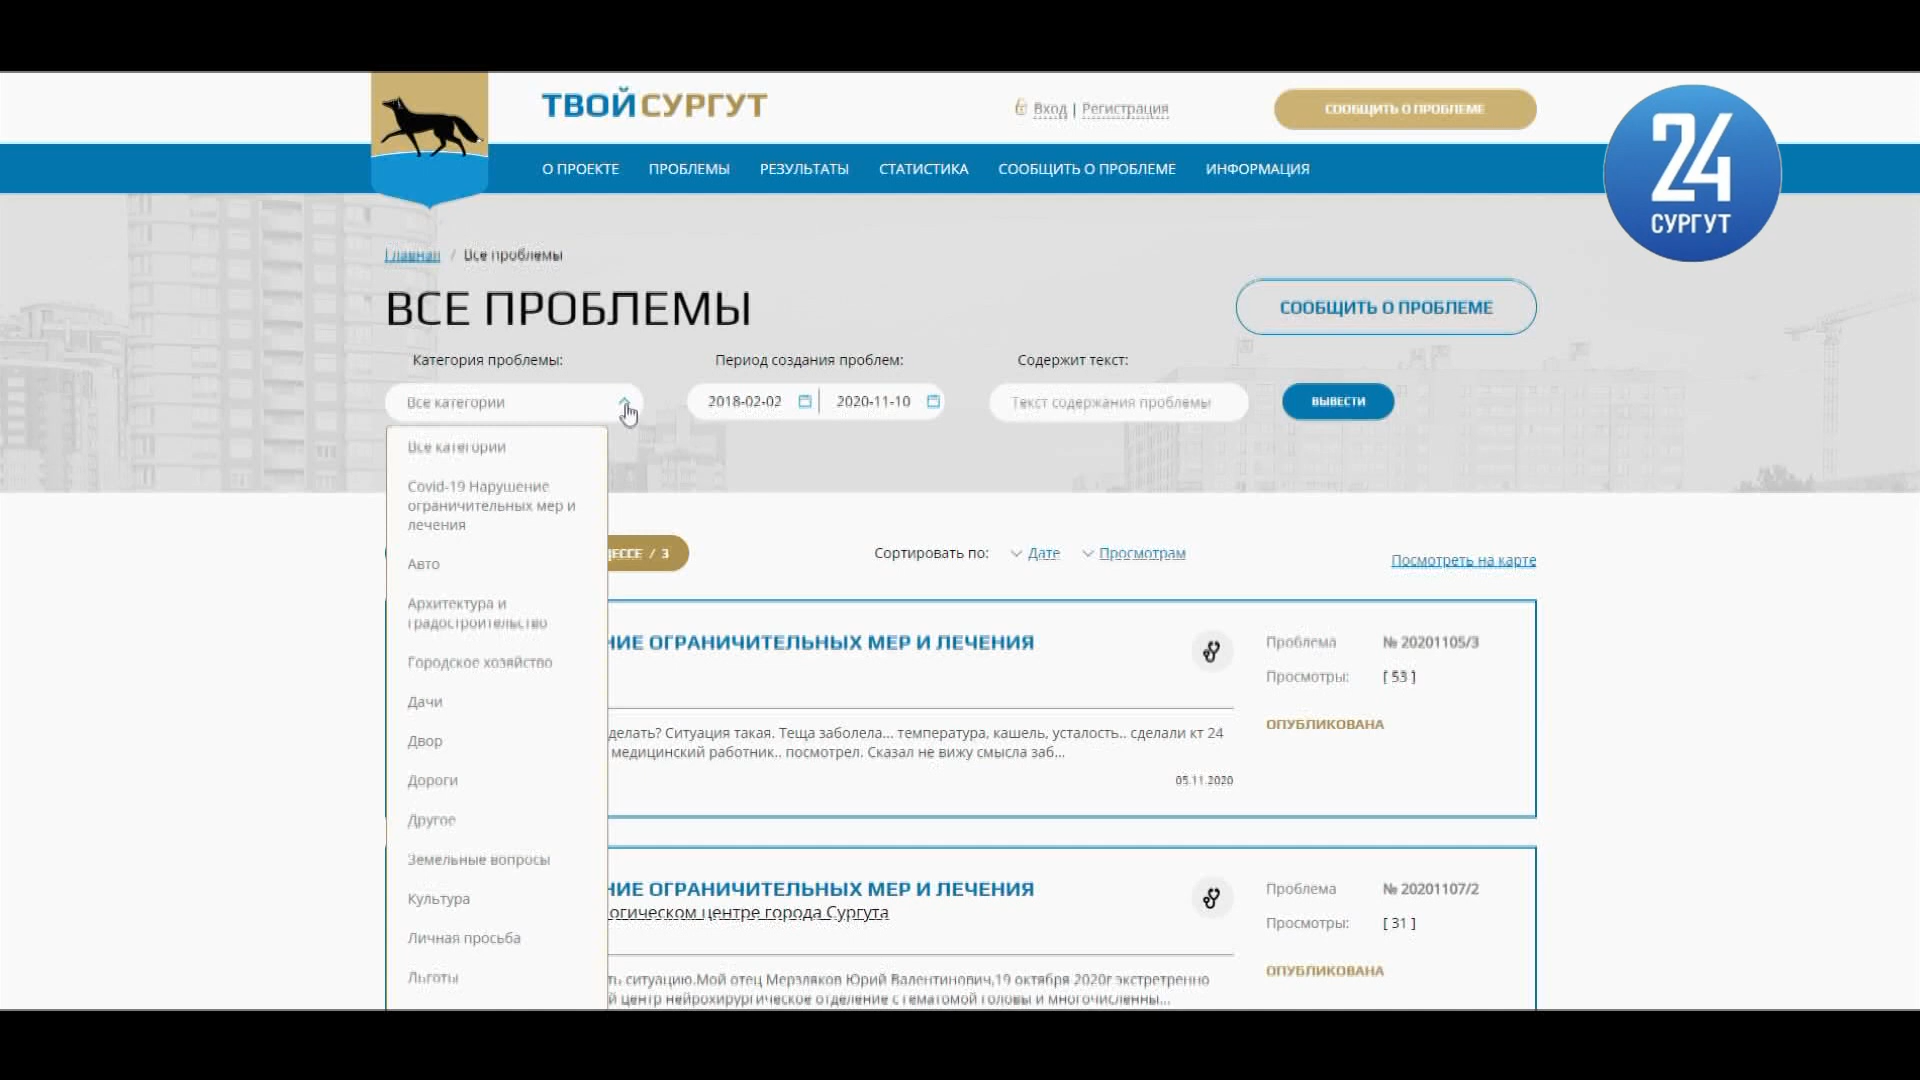 ТВОЙ СУРГУТ
Вход | Регистрация
СООБЩИТЬ О ПРОБЛЕМЕ
24
СУРГУТ
О ПРОЕКТЕ ПРОБЛЕМЫ РЕЗУЛЬТАТЫ СТАТИСТИКА СООБЩИТЬ О ПРОБЛЕМЕ ИНФОРМАЦИЯ
Главная / Все проблемы
ВСЕ ПРОБЛЕМЫ
СООБЩИТЬ О ПРОБЛЕМЕ
Категория проблемы: Период создания проблем: Содержит текст:
Все категории 2018-02-02 2020-11-10 Текст содержания проблемы ВЫВЕСТИ
Все категории
Covid-19 Нарушение
ограничительных мер и
лечения
Авто
Архитектура и
градостроительство
Городское хозяйство
Дачи
Двор
Дороги
Другое
Земельные вопросы
Культура
Личная просьба
Льготы
ЦЕССЕ / 3
Сортировать по: Дате Просмотрам
Посмотреть на карте
НИЕ ОГРАНИЧИТЕЛЬНЫХ МЕР И ЛЕЧЕНИЯ
Проблема № 20201105/3
Просмотры: [ 53 ]
ОПУБЛИКОВАНА
делать? Ситуация такая. Теща заболела... температура, кашель, усталость.. сделали кт 24
медицинский работник.. посмотрел. Сказал не вижу смысла заб...
05.11.2020
НИЕ ОГРАНИЧИТЕЛЬНЫХ МЕР И ЛЕЧЕНИЯ
огическом центре города Сургута
Проблема № 20201107/2
Просмотры: [ 31 ]
ОПУБЛИКОВАНА
ть ситуацию.Мой отец Мерзляков Юрий Валентинович,19 октября 2020г экстретренно
й центр нейрохирургическое отделение с гематомой головы и многочисленны...